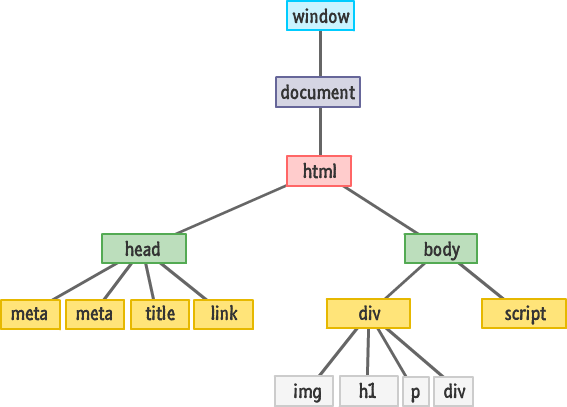 window
document
html
head
body
meta
meta
title
link
div
script
img
h1
p
div